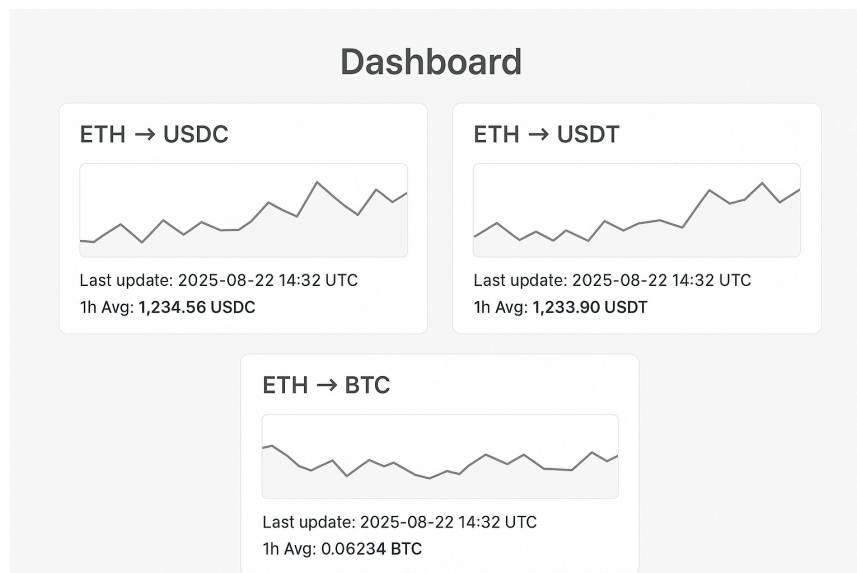 Dashboard
ETH → USDC
Last update: 2025-08-22 14:32 UTC
1h Avg: 1,234.56 USDC
ETH → USDT
Last update: 2025-08-22 14:32 UTC
1h Avg: 1,233.90 USDT
ETH → BTC
Last update: 2025-08-22 14:32 UTC
1h Avg: 0.06234 BTC